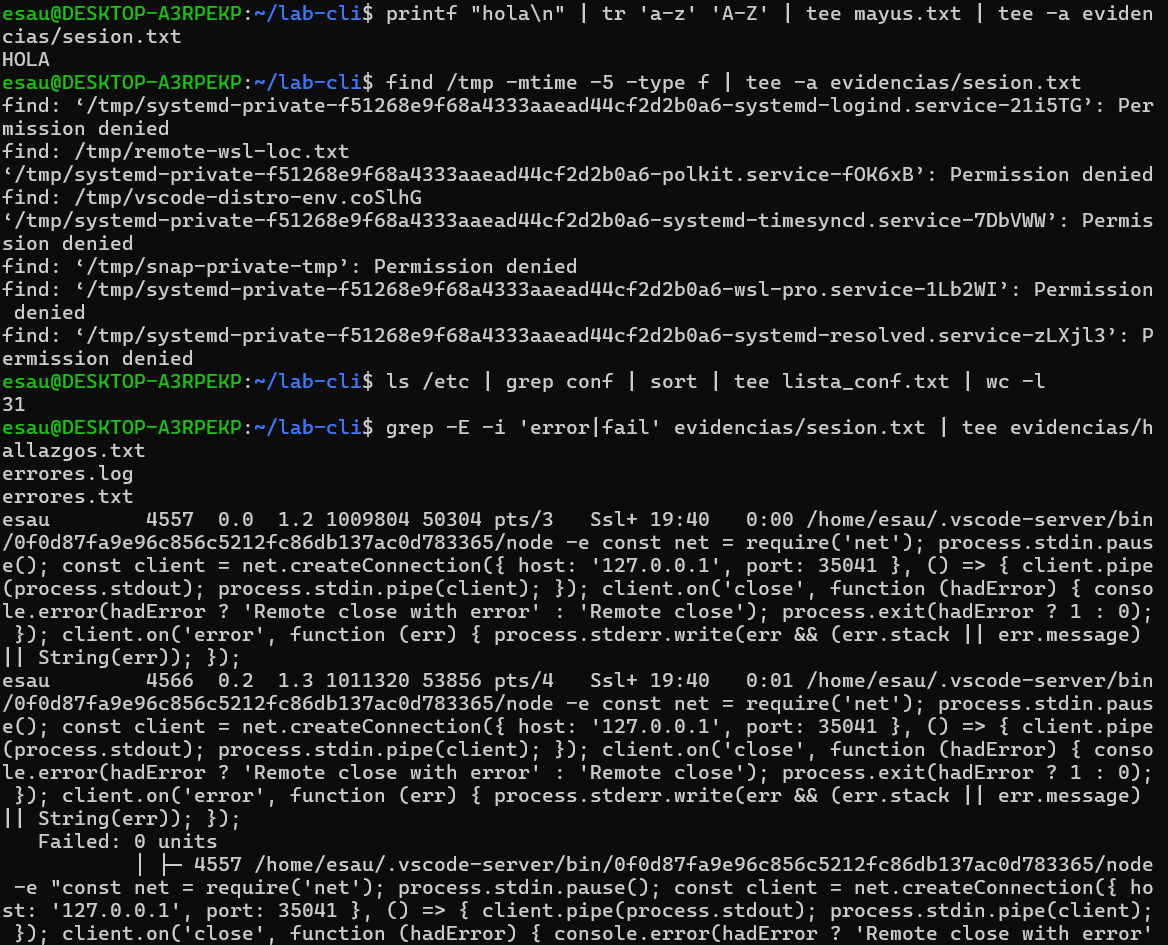 esau@DESKTOP-A3RPEKP:~/lab-cli$ printf "hola\n" | tr 'a-z' 'A-Z' | tee mayus.txt | tee -a eviden
cias/sesion.txt
HOLA
esau@DESKTOP-A3RPEKP:~/lab-cli$ find /tmp -mtime -5 -type f | tee -a evidencias/sesion.txt
find: ‘/tmp/systemd-private-f51268e9f68a4333aaead44cf2d2b0a6-systemd-logind.service-21i5TG’: Per
mission denied
find: /tmp/remote-wsl-loc.txt
‘/tmp/systemd-private-f51268e9f68a4333aaead44cf2d2b0a6-polkit.service-fOK6xB’: Permission denied
find: /tmp/vscode-distro-env.coSlhG
‘/tmp/systemd-private-f51268e9f68a4333aaead44cf2d2b0a6-systemd-timesyncd.service-7DbVWW’: Permis
sion denied
find: ‘/tmp/snap-private-tmp’: Permission denied
find: ‘/tmp/systemd-private-f51268e9f68a4333aaead44cf2d2b0a6-wsl-pro.service-1Lb2WI’: Permission
 denied
find: ‘/tmp/systemd-private-f51268e9f68a4333aaead44cf2d2b0a6-systemd-resolved.service-zLXjl3’: P
ermission denied
esau@DESKTOP-A3RPEKP:~/lab-cli$ ls /etc | grep conf | sort | tee lista_conf.txt | wc -l
31
esau@DESKTOP-A3RPEKP:~/lab-cli$ grep -E -i 'error|fail' evidencias/sesion.txt | tee evidencias/h
allazgos.txt
errores.log
errores.txt
esau        4557  0.0  1.2 1009804 50304 pts/3   Ssl+ 19:40   0:00 /home/esau/.vscode-server/bin
/0f0d87fa9e96c856c5212fc86db137ac0d783365/node -e const net = require('net'); process.stdin.paus
e(); const client = net.createConnection({ host: '127.0.0.1', port: 35041 }, () => { client.pipe
(process.stdout); process.stdin.pipe(client); }); client.on('close', function (hadError) { conso
le.error(hadError ? 'Remote close with error' : 'Remote close'); process.exit(hadError ? 1 : 0);
 }); client.on('error', function (err) { process.stderr.write(err && (err.stack || err.message)
|| String(err)); });
esau        4566  0.2  1.3 1011320 53856 pts/4   Ssl+ 19:40   0:01 /home/esau/.vscode-server/bin
/0f0d87fa9e96c856c5212fc86db137ac0d783365/node -e const net = require('net'); process.stdin.paus
e(); const client = net.createConnection({ host: '127.0.0.1', port: 35041 }, () => { client.pipe
(process.stdout); process.stdin.pipe(client); }); client.on('close', function (hadError) { conso
le.error(hadError ? 'Remote close with error' : 'Remote close'); process.exit(hadError ? 1 : 0);
 }); client.on('error', function (err) { process.stderr.write(err && (err.stack || err.message)
|| String(err)); });
   Failed: 0 units
           │ ├─ 4557 /home/esau/.vscode-server/bin/0f0d87fa9e96c856c5212fc86db137ac0d783365/node
 -e "const net = require('net'); process.stdin.pause(); const client = net.createConnection({ ho
st: '127.0.0.1', port: 35041 }, () => { client.pipe(process.stdout); process.stdin.pipe(client);
 }); client.on('close', function (hadError) { console.error(hadError ? 'Remote close with error'